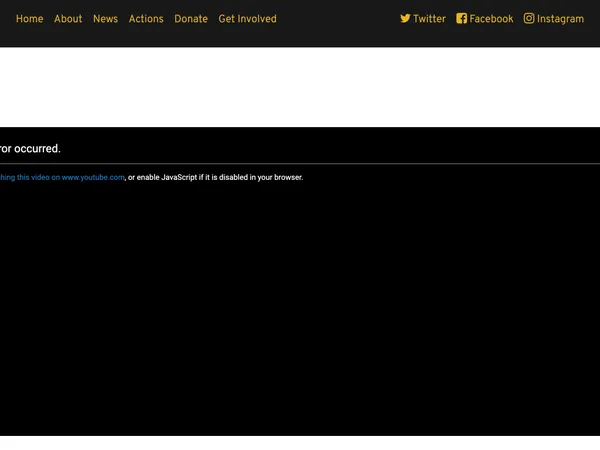 Home About News Actions Donate Get Involved Twitter Facebook Instagram
ror occurred.
hing this video on www.youtube.com, or enable JavaScript if it is disabled in your browser.